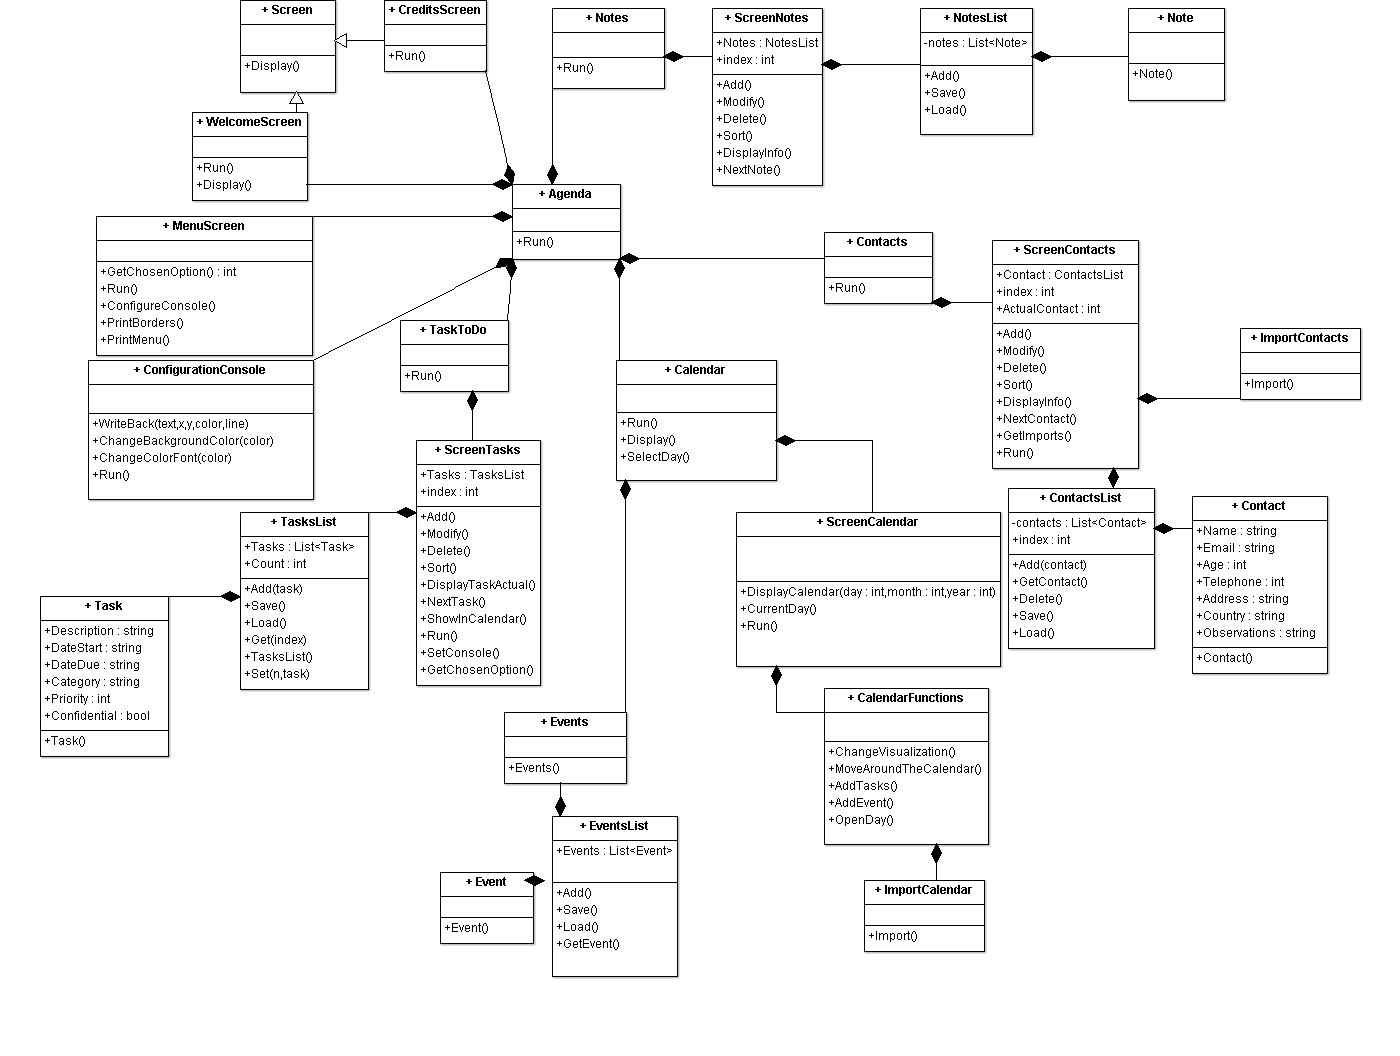 + Screen
+Display()
+ CreditsScreen
+Run()
+ Notes
+Run()
+ ScreenNotes
+Notes : NotesList
+index : int
+Add()
+Modify()
+Delete()
+Sort()
+DisplayInfo()
+NextNote()
+ NotesList
-notes : List<Note>
+Add()
+Save()
+Load()
+ Note
+Note()
+ WelcomeScreen
+Run()
+Display()
+ Agenda
+Run()
+ MenuScreen
+GetChosenOption() : int
+Run()
+ConfigureConsole()
+PrintBorders()
+PrintMenu()
+ Contacts
+Run()
+ ScreenContacts
+Contact : ContactsList
+index : int
+ActualContact : int
+Add()
+Modify()
+Delete()
+Sort()
+DisplayInfo()
+NextContact()
+GetImports()
+Run()
+ ImportContacts
+Import()
+ ConfigurationConsole
+WriteBack(text,x,y,color,line)
+ChangeBackgroundColor(color)
+ChangeColorFont(color)
+Run()
+ TaskToDo
+Run()
+ Calendar
+Run()
+Display()
+SelectDay()
+ ScreenTasks
+Tasks : TasksList
+index : int
+Add()
+Modify()
+Delete()
+Sort()
+DisplayTaskActual()
+NextTask()
+ShowInCalendar()
+Run()
+SetConsole()
+GetChosenOption()
+ TasksList
+Tasks : List<Task>
+Count : int
+Add(task)
+Save()
+Load()
+Get(index)
+TasksList()
+Set(n,task)
+ Task
+Description : string
+DateStart : string
+DateDue : string
+Category : string
+Priority : int
+Confidential : bool
+Task()
+ ScreenCalendar
+DisplayCalendar(day : int,month : int,year : int)
+CurrentDay()
+Run()
+ ContactsList
-contacts : List<Contact>
+index : int
+Add(contact)
+GetContact()
+Delete()
+Save()
+Load()
+ Contact
+Name : string
+Email : string
+Age : int
+Telephone : int
+Address : string
+Country : string
+Observations : string
+Contact()
+ CalendarFunctions
+ChangeVisualization()
+MoveAroundTheCalendar()
+AddTasks()
+AddEvent()
+OpenDay()
+ Events
+Events()
+ EventsList
+Events : List<Event>
+Add()
+Save()
+Load()
+GetEvent()
+ Event
+Event()
+ ImportCalendar
+Import()